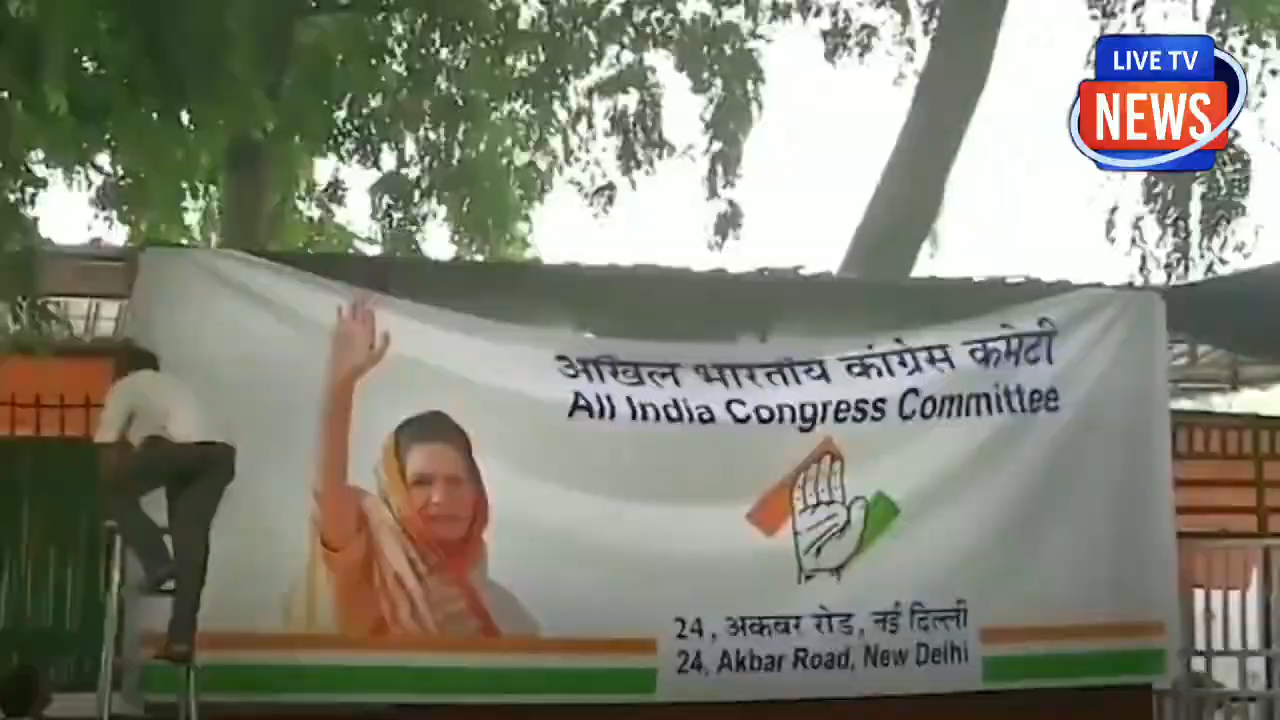 LIVE TV
NEWS
अखिल भारतीय कांग्रेस कमेटी
All India Congress Committee
24, अकबर रोड, नई दिल्ली
24, Akbar Road, New Delhi